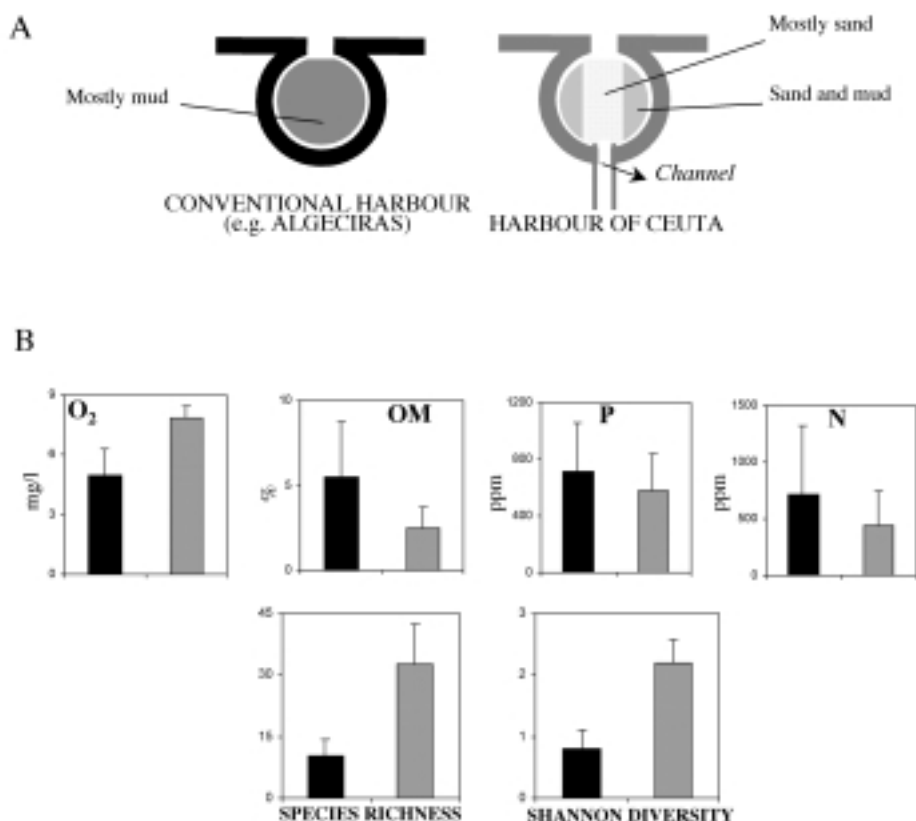 A
Mostly mud
Mostly sand
Sand and mud
Channel
CONVENTIONAL HARBOUR
(e.g. ALGECIRAS)
HARBOUR OF CEUTA
B
O₂
mg/l
9
6
3
0
OM
%
10
5
0
P
ppm
1200
800
400
0
N
ppm
1500
1000
500
0
45
30
15
0
SPECIES RICHNESS
3
2
1
0
SHANNON DIVERSITY